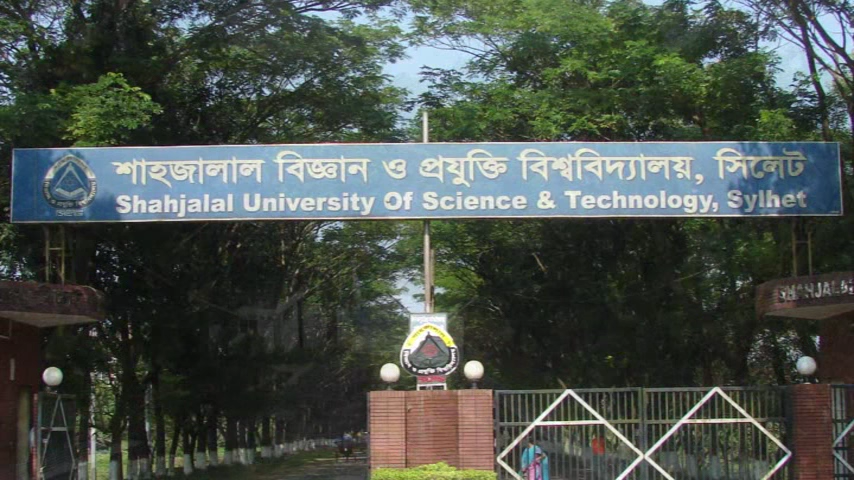 শাহজালাল বিজ্ঞান ও প্রযুক্তি বিশ্ববিদ্যালয়, সিলেট
Shahjalal University Of Science & Technology, Sylhet
SHAHJALAL